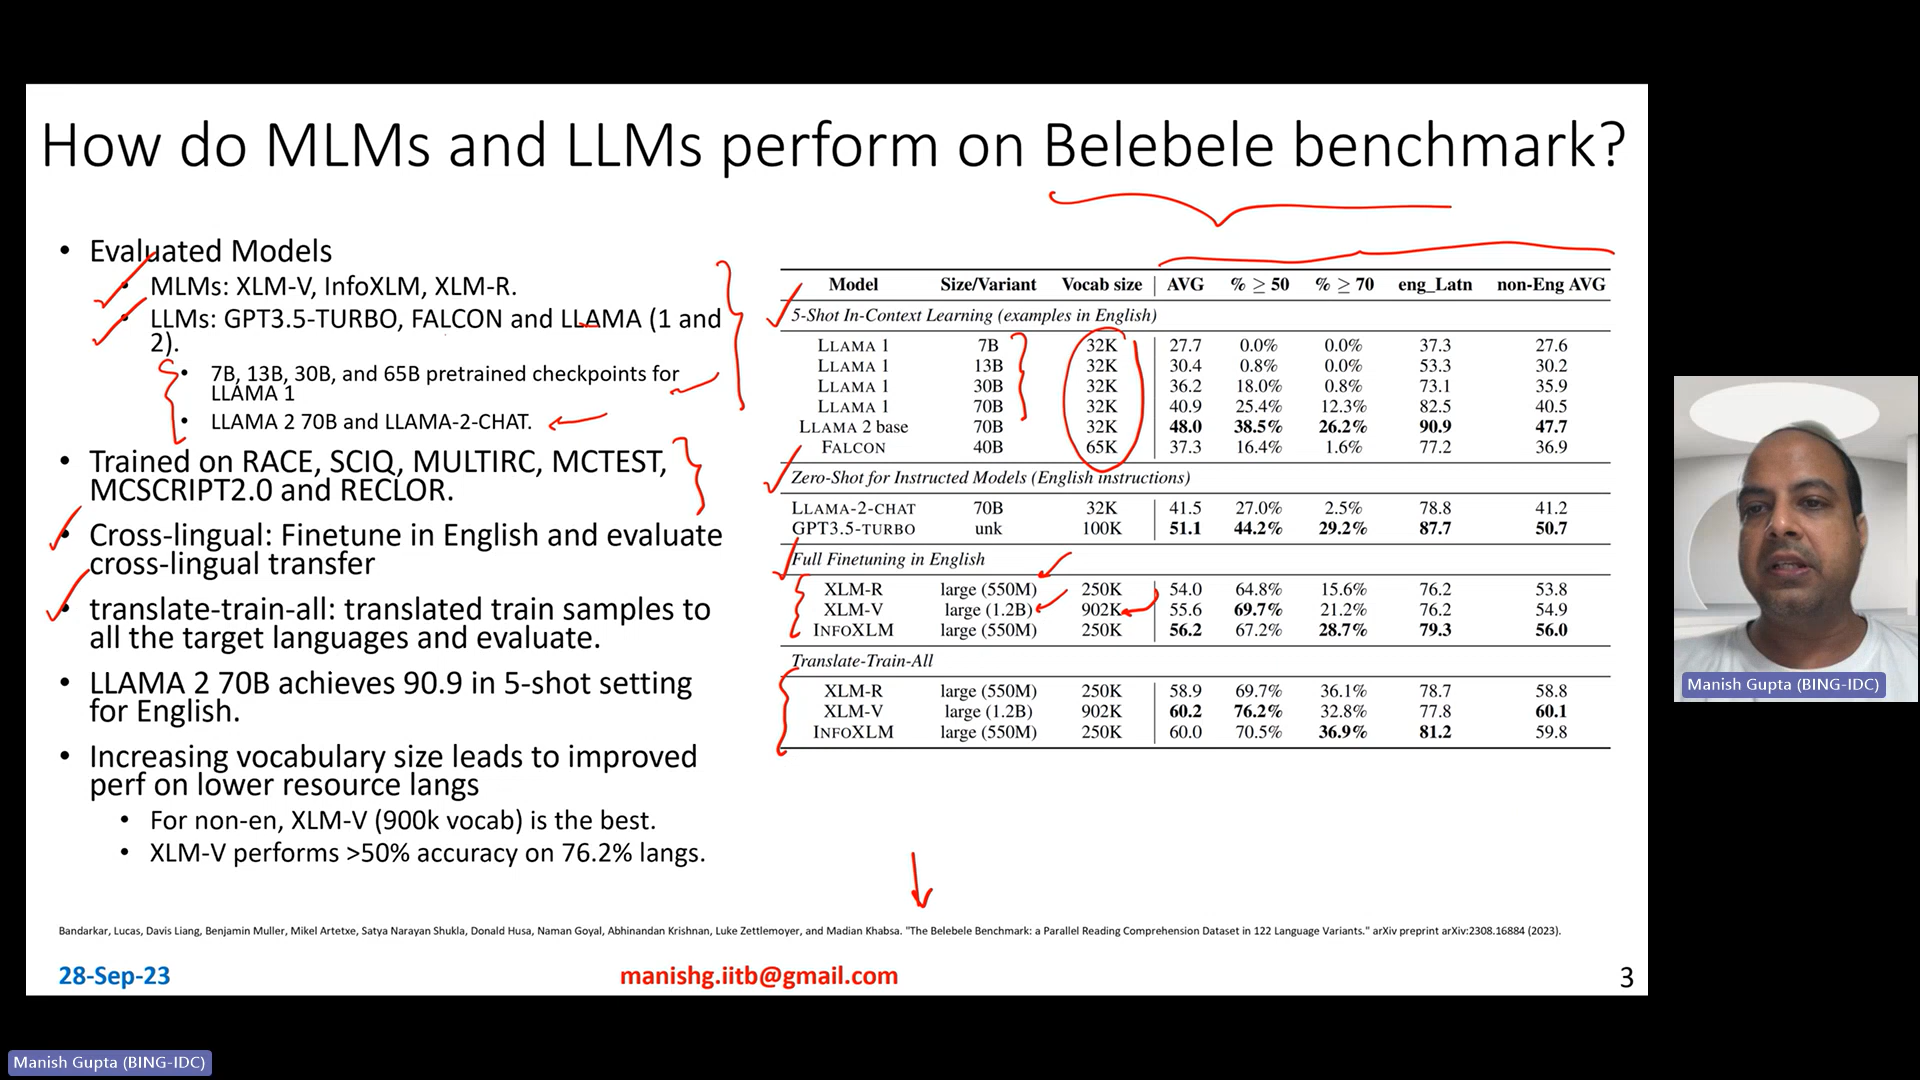 How do MLMs and LLMs perform on Belebele benchmark?
• Evaluated Models
• MLMs: XLM-V, InfoXLM, XLM-R.
• LLMs: GPT3.5-TURBO, FALCON and LLAMA (1 and
2).
• 7B, 13B, 30B, and 65B pretrained checkpoints for
LLAMA 1
• LLAMA 2 70B and LLAMA-2-CHAT.
• Trained on RACE, SCIQ, MULTIRC, MCTEST,
MCSCRIPT2.0 and RECLOR.
• Cross-lingual: Finetune in English and evaluate
cross-lingual transfer
• translate-train-all: translated train samples to
all the target languages and evaluate.
• LLAMA 2 70B achieves 90.9 in 5-shot setting
for English.
• Increasing vocabulary size leads to improved
perf on lower resource langs
• For non-en, XLM-V (900k vocab) is the best.
• XLM-V performs >50% accuracy on 76.2% langs.
Model Size/Variant Vocab size AVG % ≥ 50 % ≥ 70 eng_Latn non-Eng AVG
5-Shot In-Context Learning (examples in English)
LLAMA 1 7B 32K 27.7 0.0% 0.0% 37.3 27.6
LLAMA 1 13B 32K 30.4 0.8% 0.0% 53.3 30.2
LLAMA 1 30B 32K 36.2 18.0% 0.8% 73.1 35.9
LLAMA 1 70B 32K 40.9 25.4% 12.3% 82.5 40.5
LLAMA 2 base 70B 32K 48.0 38.5% 26.2% 90.9 47.7
FALCON 40B 65K 37.3 16.4% 1.6% 77.2 36.9
Zero-Shot for Instructed Models (English instructions)
LLAMA-2-CHAT 70B 32K 41.5 27.0% 2.5% 78.8 41.2
GPT3.5-TURBO unk 100K 51.1 44.2% 29.2% 87.7 50.7
Full Finetuning in English
XLM-R large (550M) 250K 54.0 64.8% 15.6% 76.2 53.8
XLM-V large (1.2B) 902K 55.6 69.7% 21.2% 76.2 54.9
INFOXLM large (550M) 250K 56.2 67.2% 28.7% 79.3 56.0
Translate-Train-All
XLM-R large (550M) 250K 58.9 69.7% 36.1% 78.7 58.8
XLM-V large (1.2B) 902K 60.2 76.2% 32.8% 77.8 60.1
INFOXLM large (550M) 250K 60.0 70.5% 36.9% 81.2 59.8
Bandarkar, Lucas, Davis Liang, Benjamin Muller, Mikel Artetxe, Satya Narayan Shukla, Donald Husa, Naman Goyal, Abhinandan Krishnan, Luke Zettlemoyer, and Madian Khabsa. "The Belebele Benchmark: a Parallel Reading Comprehension Dataset in 122 Language Variants." arXiv preprint arXiv:2308.16884 (2023).
28-Sep-23 manishg.iitb@gmail.com 3
Manish Gupta (BING-IDC)
Manish Gupta (BING-IDC)